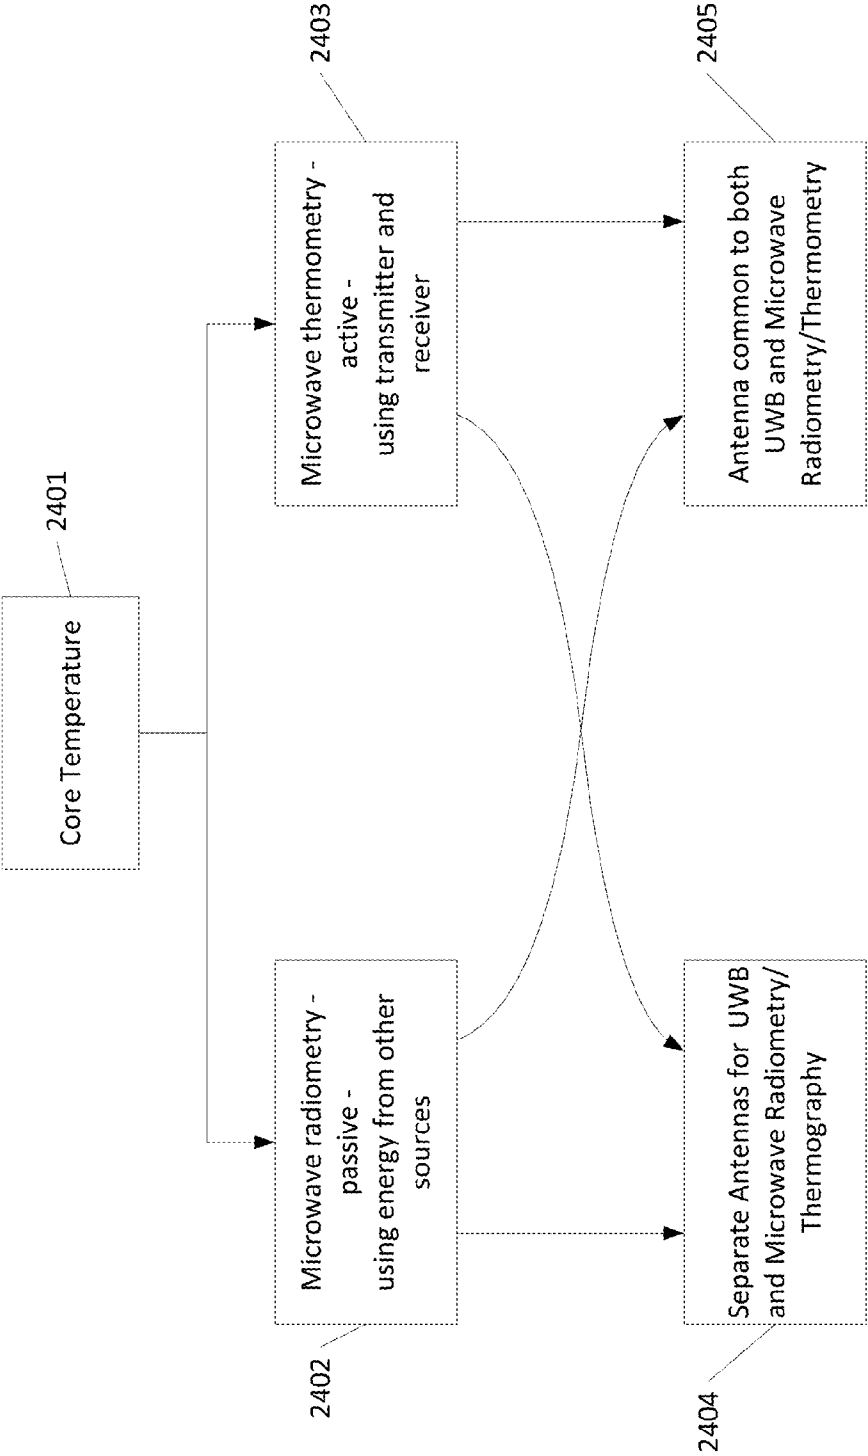 2401
Core Temperature
2402
Microwave radiometry -
passive -
using energy from other
sources
2403
Microwave thermometry -
active -
using transmitter and
receiver
2404
Separate Antennas for UWB
and Microwave Radiometry/
Thermography
2405
Antenna common to both
UWB and Microwave
Radiometry/Thermometry